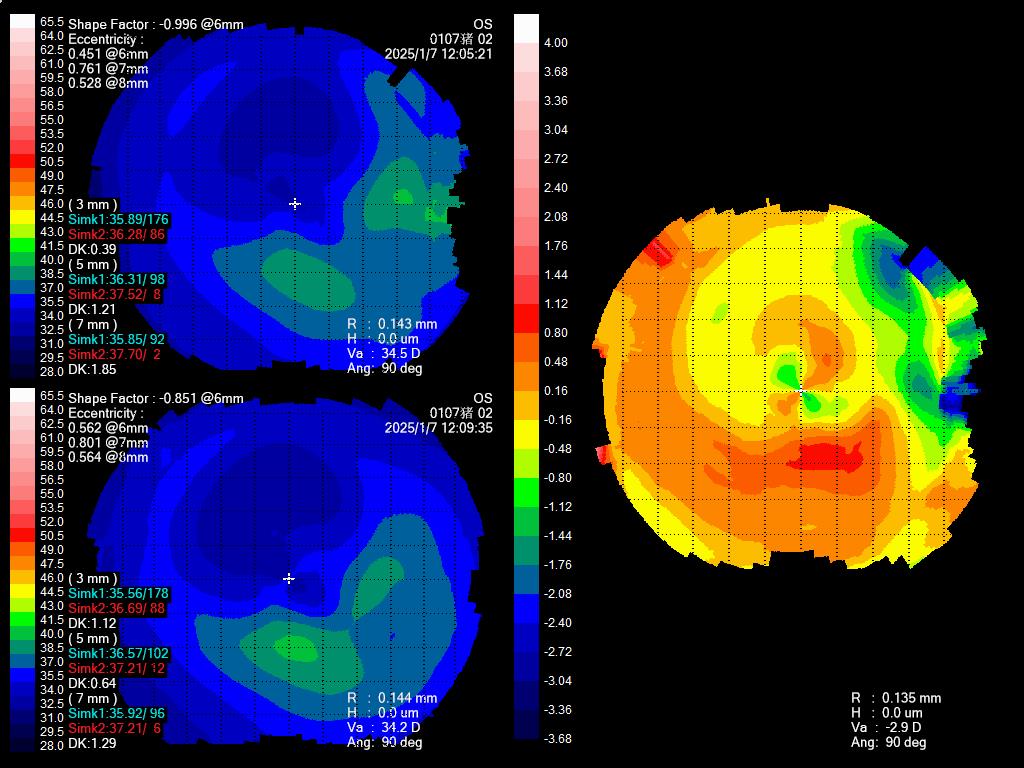 65.5
64.0
62.5
61.0
59.5
58.0
56.5
55.0
53.5
52.0
50.5
49.0
47.5
46.0
44.5
43.0
41.5
40.0
38.5
37.0
35.5
34.0
32.5
31.0
29.5
28.0
Shape Factor : -0.996 @6mm
Eccentricity :
0.451 @6mm
0.761 @7mm
0.528 @8mm
OS
0107猪 02
2025/1/7 12:05:21
( 3 mm )
Simk1:35.89/176
Simk2:36.28/ 86
DK:0.39
( 5 mm )
Simk1:36.31/ 98
Simk2:37.52/ 8
DK:1.21
( 7 mm )
Simk1:35.85/ 92
Simk2:37.70/ 2
DK:1.85
R : 0.143 mm
H : 0.0 um
Va : 34.5 D
Ang: 90 deg
65.5
64.0
62.5
61.0
59.5
58.0
56.5
55.0
53.5
52.0
50.5
49.0
47.5
46.0
44.5
43.0
41.5
40.0
38.5
37.0
35.5
34.0
32.5
31.0
29.5
28.0
Shape Factor : -0.851 @6mm
Eccentricity :
0.562 @6mm
0.801 @7mm
0.564 @8mm
OS
0107猪 02
2025/1/7 12:09:35
( 3 mm )
Simk1:35.56/178
Simk2:36.69/ 88
DK:1.12
( 5 mm )
Simk1:36.57/102
Simk2:37.21/ 12
DK:0.64
( 7 mm )
Simk1:35.92/ 96
Simk2:37.21/ 6
DK:1.29
R : 0.144 mm
H : 0.0 um
Va : 34.2 D
Ang: 90 deg
4.00
3.68
3.36
3.04
2.72
2.40
2.08
1.76
1.44
1.12
0.80
0.48
0.16
-0.16
-0.48
-0.80
-1.12
-1.44
-1.76
-2.08
-2.40
-2.72
-3.04
-3.36
-3.68
R : 0.135 mm
H : 0.0 um
Va : -2.9 D
Ang: 90 deg